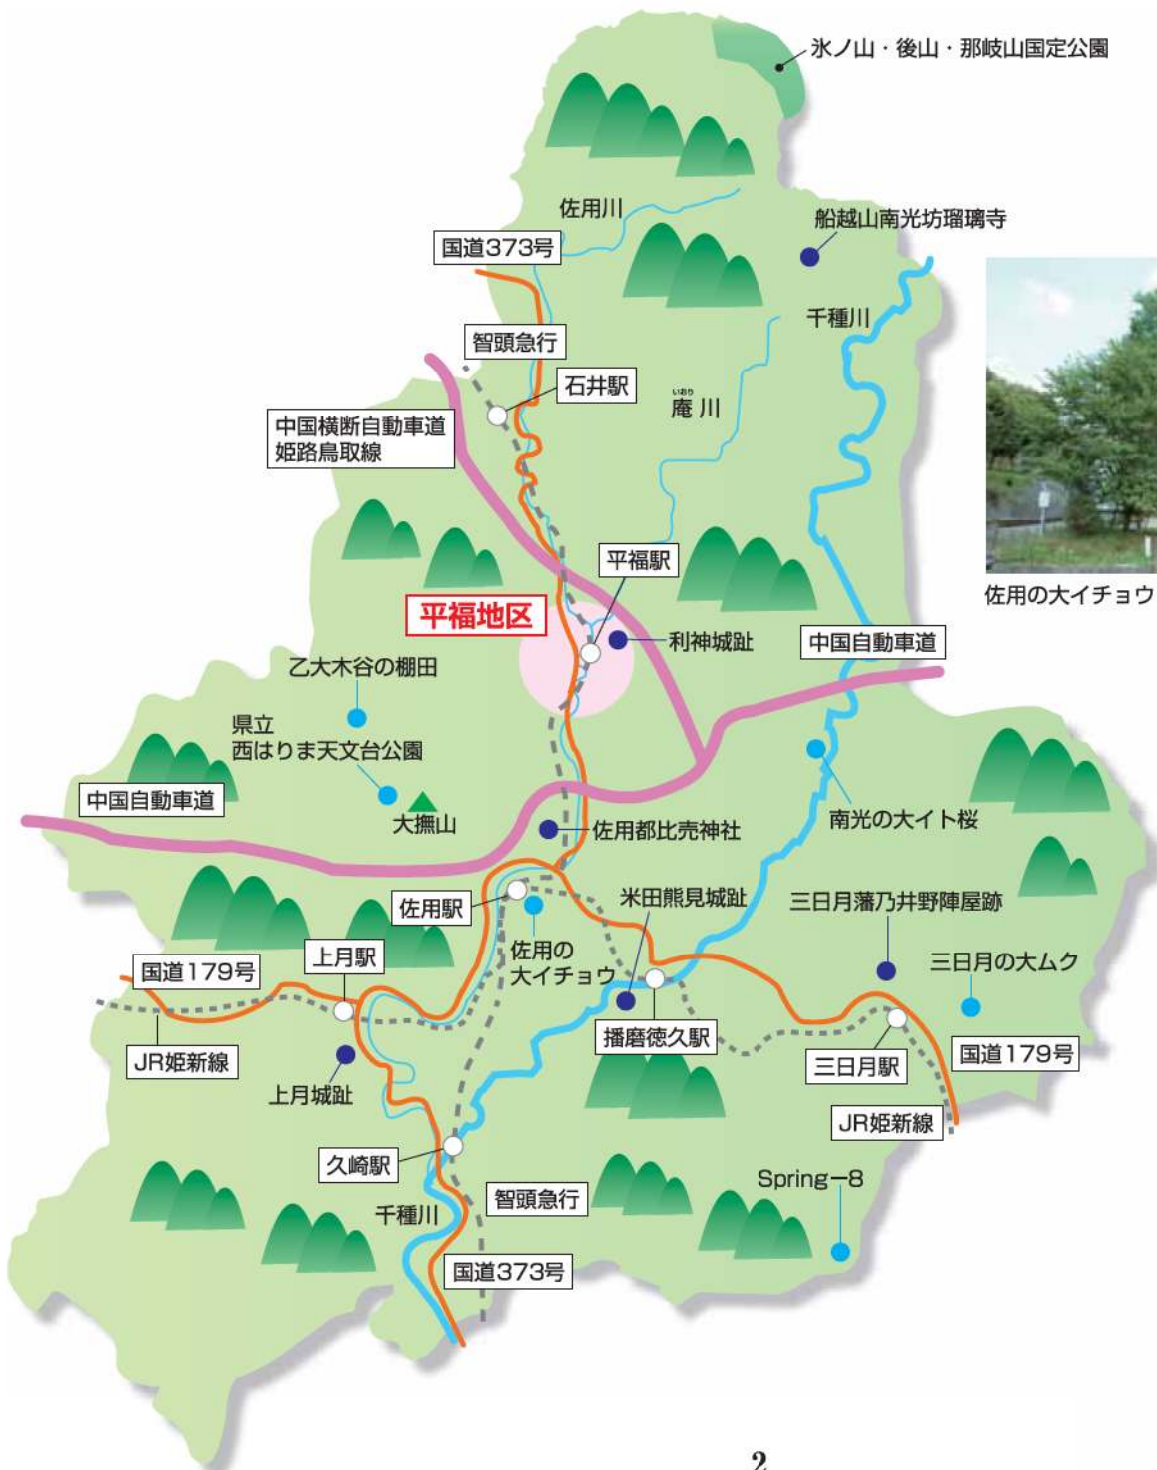 氷ノ山・後山・那岐山国定公園
佐用川
船越山南光坊瑠璃寺
国道373号
千種川
智頭急行
石井駅
いおり
庵川
中国横断自動車道
姫路鳥取線
平福駅
佐用の大イチョウ
平福地区
利神城趾
中国自動車道
乙大木谷の棚田
県立
西はりま天文台公園
中国自動車道
大撫山
佐用都比売神社
南光の大イト桜
佐用駅
米田熊見城趾
三日月藩乃井野陣屋跡
上月駅
佐用の
大イチョウ
三日月の大ムク
国道179号
播磨徳久駅
JR姫新線
三日月駅
国道179号
上月城趾
JR姫新線
久崎駅
Spring−8
智頭急行
千種川
国道373号
2